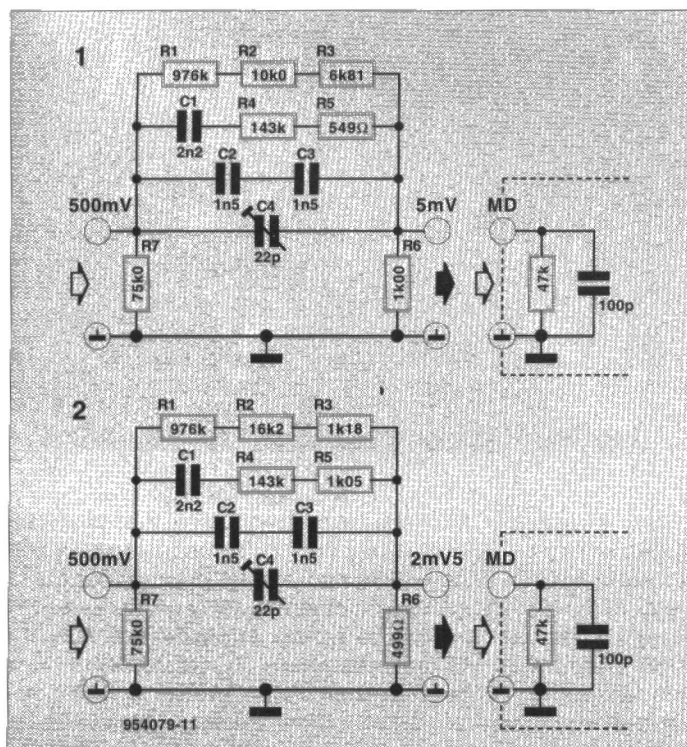 1
R1 R2 R3
976k 10k0 6k81
C1 R4 R5
2n2 143k 549Ω
C2 C3
1n5 1n5
500mV C4 5mV MD
R7 22p R6
75k0 1k00 47k 100p
2
R1 R2 R3
976k 16k2 1k18
C1 R4 R5
2n2 143k 1k05
C2 C3
1n5 1n5
500mV C4 2mV5 MD
R7 22p R6
75k0 499Ω 47k 100p
954079-11